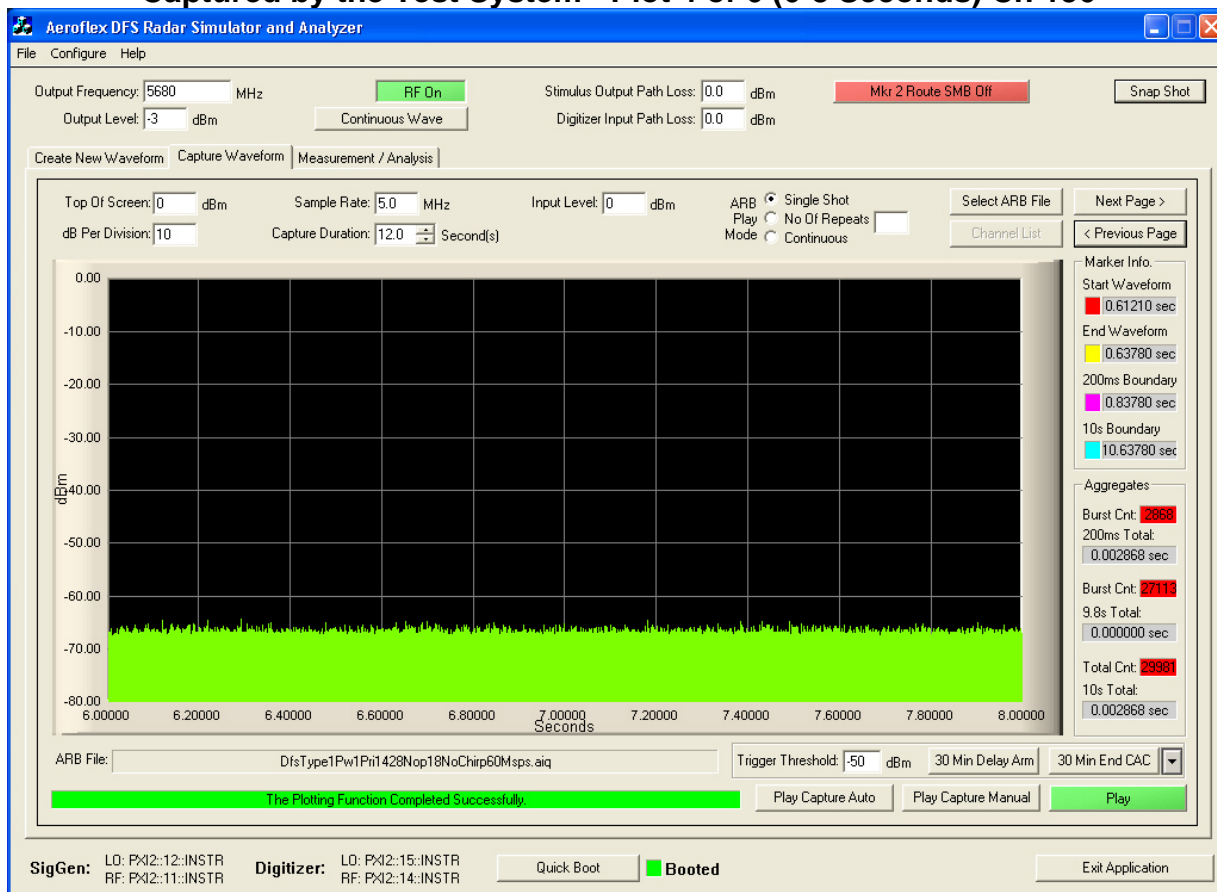 Aeroflex DFS Radar Simulator and Analyzer
File Configure Help
Output Frequency: 5680 MHz RF On Stimulus Output Path Loss: 0.0 dBm Mkr 2 Route SMB Off Snap Shot
Output Level: -3 dBm Continuous Wave Digitizer Input Path Loss: 0.0 dBm
Create New Waveform Capture Waveform Measurement / Analysis
Top Of Screen: 0 dBm Sample Rate: 5.0 MHz Input Level: 0 dBm ARB Play Mode Single Shot Select ARB File Next Page >
No Of Repeats
dB Per Division: 10 Capture Duration: 12.0 Second(s) Continuous Channel List < Previous Page
Marker Info.
Start Waveform
0.61210 sec
End Waveform
0.63780 sec
200ms Boundary
0.83780 sec
10s Boundary
10.63780 sec
Aggregates
Burst Cnt: 2868
200ms Total:
0.002868 sec
Burst Cnt: 27113
9.8s Total:
0.000000 sec
Total Cnt: 29981
10s Total:
0.002868 sec
0.00
-10.00
-20.00
-30.00
-40.00
dBm
-50.00
-60.00
-70.00
-80.00
6.00000 6.20000 6.40000 6.60000 6.80000 7.00000 7.20000 7.40000 7.60000 7.80000 8.00000
Seconds
ARB File: DfsType1Pw1Pri1428Nop18NoChirp60Msps.aiq Trigger Threshold: -50 dBm 30 Min Delay Arm 30 Min End CAC
The Plotting Function Completed Successfully. Play Capture Auto Play Capture Manual Play
SigGen: LO: PXI2::12::INSTR Digitizer: LO: PXI2::15::INSTR Quick Boot Booted Exit Application
RF: PXI2::11::INSTR RF: PXI2::14::INSTR